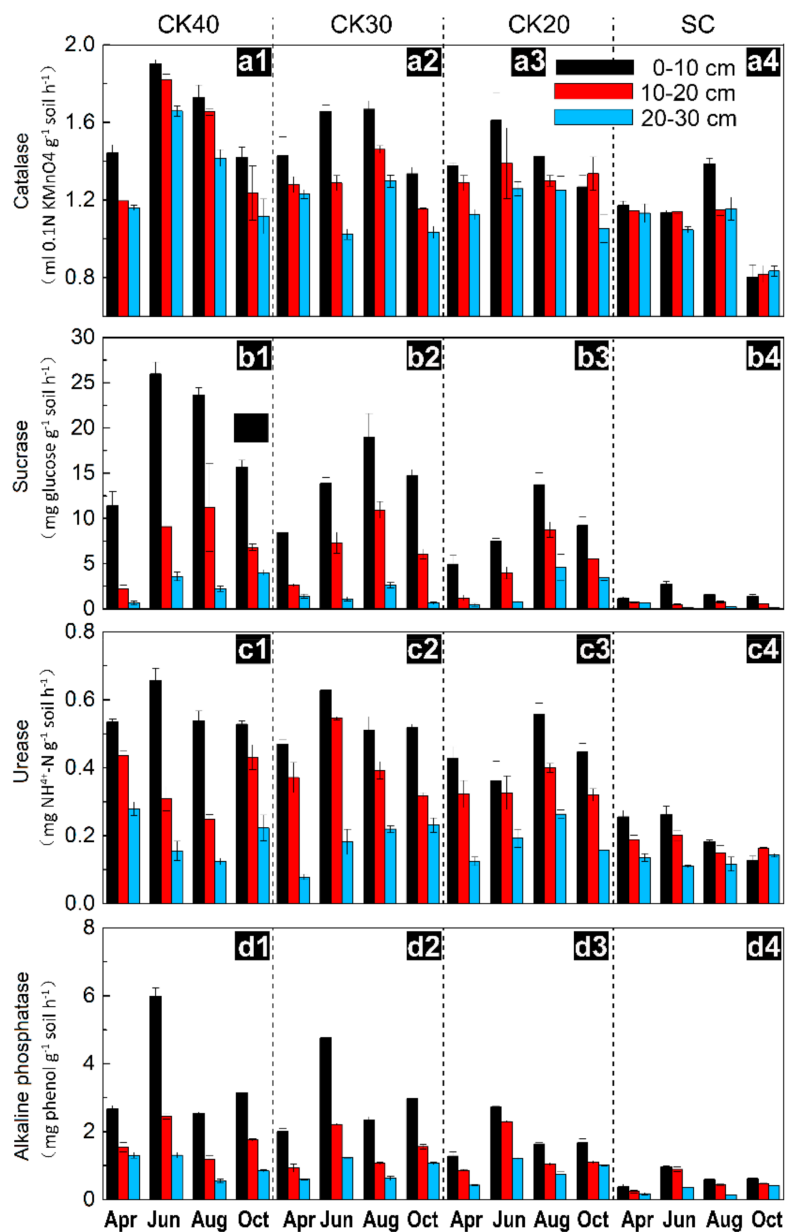 CK40 CK30 CK20 SC
a1 a2 a3 a4
0-10 cm
10-20 cm
20-30 cm
Catalase
(ml 0.1N KMnO4 g⁻¹ soil h⁻¹)
2.0
1.6
1.2
0.8
b1 b2 b3 b4
Sucrase
(mg glucose g⁻¹ soil h⁻¹)
30
25
20
15
10
5
0
c1 c2 c3 c4
Urease
(mg NH⁴⁺-N g⁻¹ soil h⁻¹)
0.8
0.6
0.4
0.2
0.0
d1 d2 d3 d4
Alkaline phosphatase
(mg phenol g⁻¹ soil h⁻¹)
8
6
4
2
0
Apr Jun Aug Oct Apr Jun Aug Oct Apr Jun Aug Oct Apr Jun Aug Oct